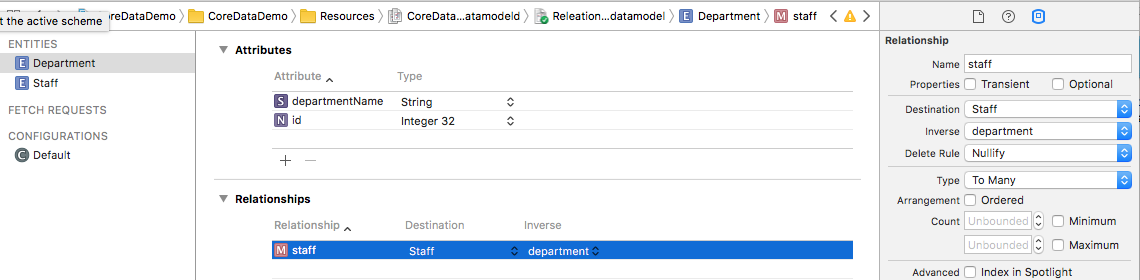 t the active scheme
CoreDataDemo
CoreDataDemo
Resources
CoreData…atamodeld
Releation…datamodel
E Department
M staff
ENTITIES
E Department
E Staff
FETCH REQUESTS
CONFIGURATIONS
C Default
Attributes
Attribute Type
S departmentName String
N id Integer 32
Relationships
Relationship Destination Inverse
M staff Staff department
Relationship
Name staff
Properties Transient Optional
Destination Staff
Inverse department
Delete Rule Nullify
Type To Many
Arrangement Ordered
Count Unbounded Minimum
Unbounded Maximum
Advanced Index in Spotlight